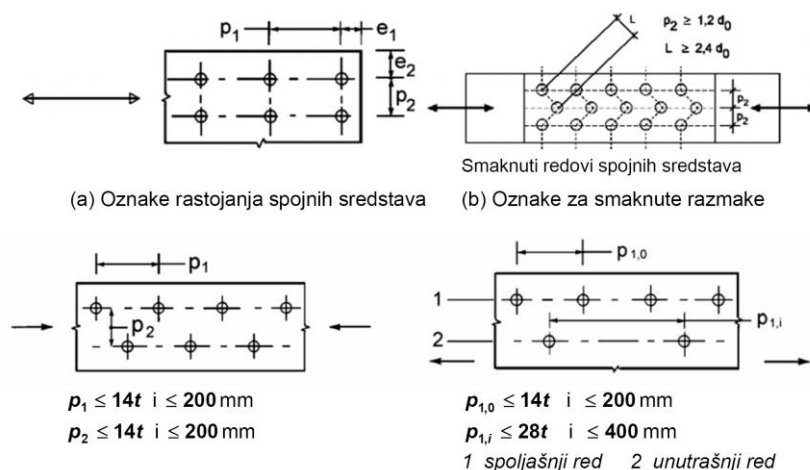 p₁ e₁
e₂
p₂
(a) Oznake rastojanja spojnih sredstava
L p₂ ≥ 1,2 d₀
L ≥ 2,4 d₀
p₂
p₂
Smaknuti redovi spojnih sredstava
(b) Oznake za smaknute razmake
p₁
p₂
p₁ ≤ 14t i ≤ 200 mm
p₂ ≤ 14t i ≤ 200 mm
p₁,₀
1
p₁,ᵢ
2
p₁,₀ ≤ 14t i ≤ 200 mm
p₁,ᵢ ≤ 28t i ≤ 400 mm
1 spoljašnji red 2 unutrašnji red